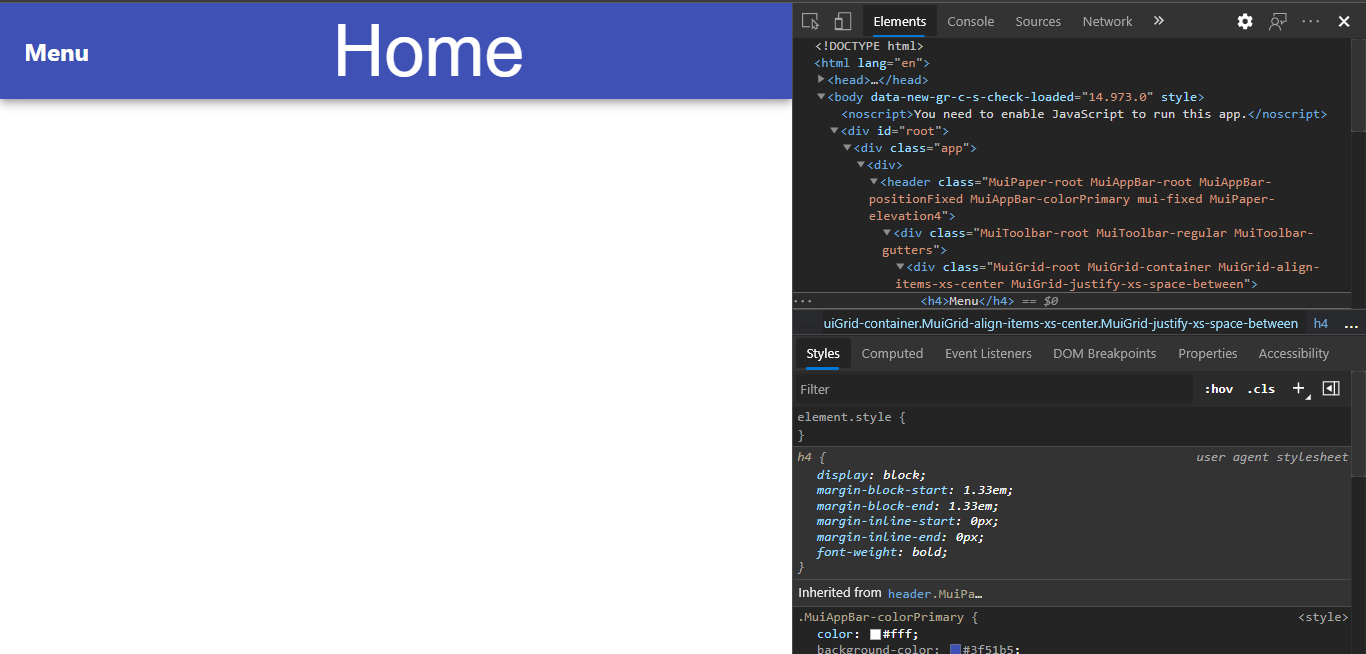 Menu
Home
Elements Console Sources Network »
<!DOCTYPE html>
<html lang="en">
<head>…</head>
<body data-new-gr-c-s-check-loaded="14.973.0" style>
<noscript>You need to enable JavaScript to run this app.</noscript>
<div id="root">
<div class="app">
<div>
<header class="MuiPaper-root MuiAppBar-root MuiAppBar-
positionFixed MuiAppBar-colorPrimary mui-fixed MuiPaper-
elevation4">
<div class="MuiToolbar-root MuiToolbar-regular MuiToolbar-
gutters">
<div class="MuiGrid-root MuiGrid-container MuiGrid-align-
items-xs-center MuiGrid-justify-xs-space-between">
... <h4>Menu</h4> == $0
... uiGrid-container.MuiGrid-align-items-xs-center.MuiGrid-justify-xs-space-between h4 ...
Styles Computed Event Listeners DOM Breakpoints Properties Accessibility
Filter :hov .cls +
element.style {
}
h4 { user agent stylesheet
display: block;
margin-block-start: 1.33em;
margin-block-end: 1.33em;
margin-inline-start: 0px;
margin-inline-end: 0px;
font-weight: bold;
}
Inherited from header.MuiPa…
.MuiAppBar-colorPrimary { <style>
color: #fff;
background-color: #3f51b5;